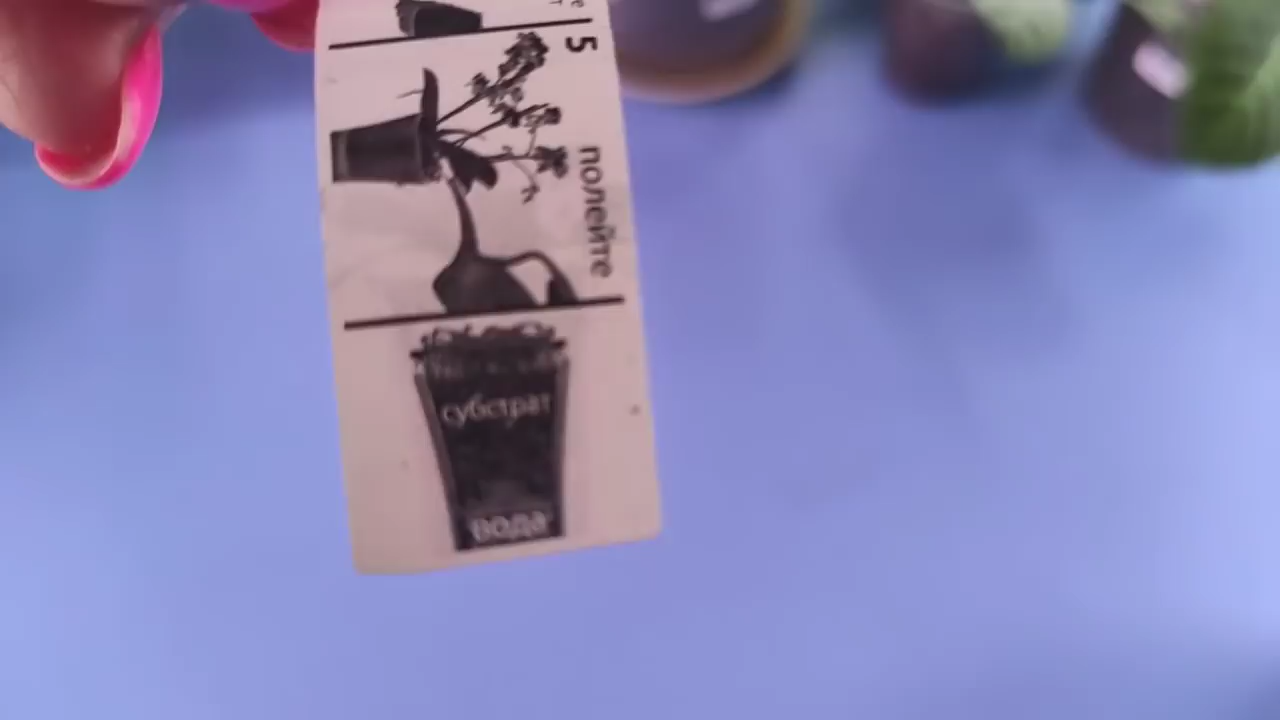 5
полейте
субстрат
вода